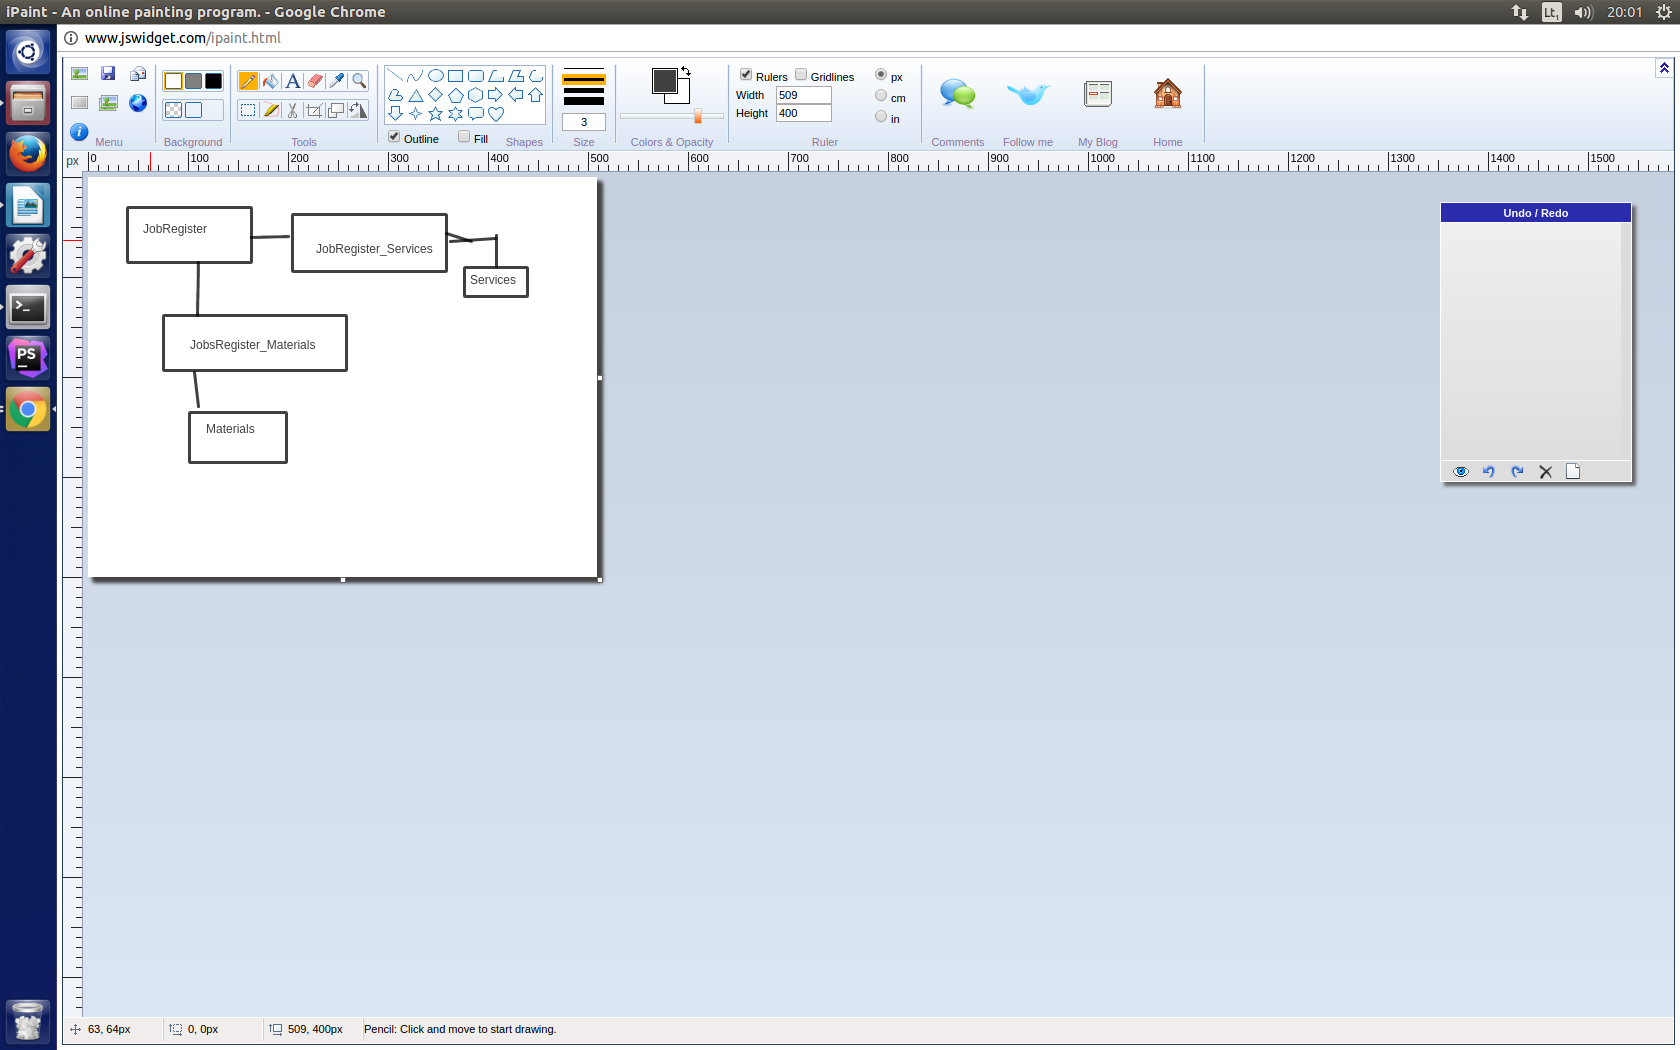 iPaint - An online painting program. - Google Chrome
Lt1
20:01
www.jswidget.com/ipaint.html
Rulers
Gridlines
px
Width
509
cm
Height
400
in
3
Outline
Fill
Menu
Background
Tools
Shapes
Size
Colors & Opacity
Ruler
Comments
Follow me
My Blog
Home
px
0
100
200
300
400
500
600
700
800
900
1000
1100
1200
1300
1400
1500
JobRegister
JobRegister_Services
Services
JobsRegister_Materials
Materials
Undo / Redo
PS
63, 64px
0, 0px
509, 400px
Pencil: Click and move to start drawing.